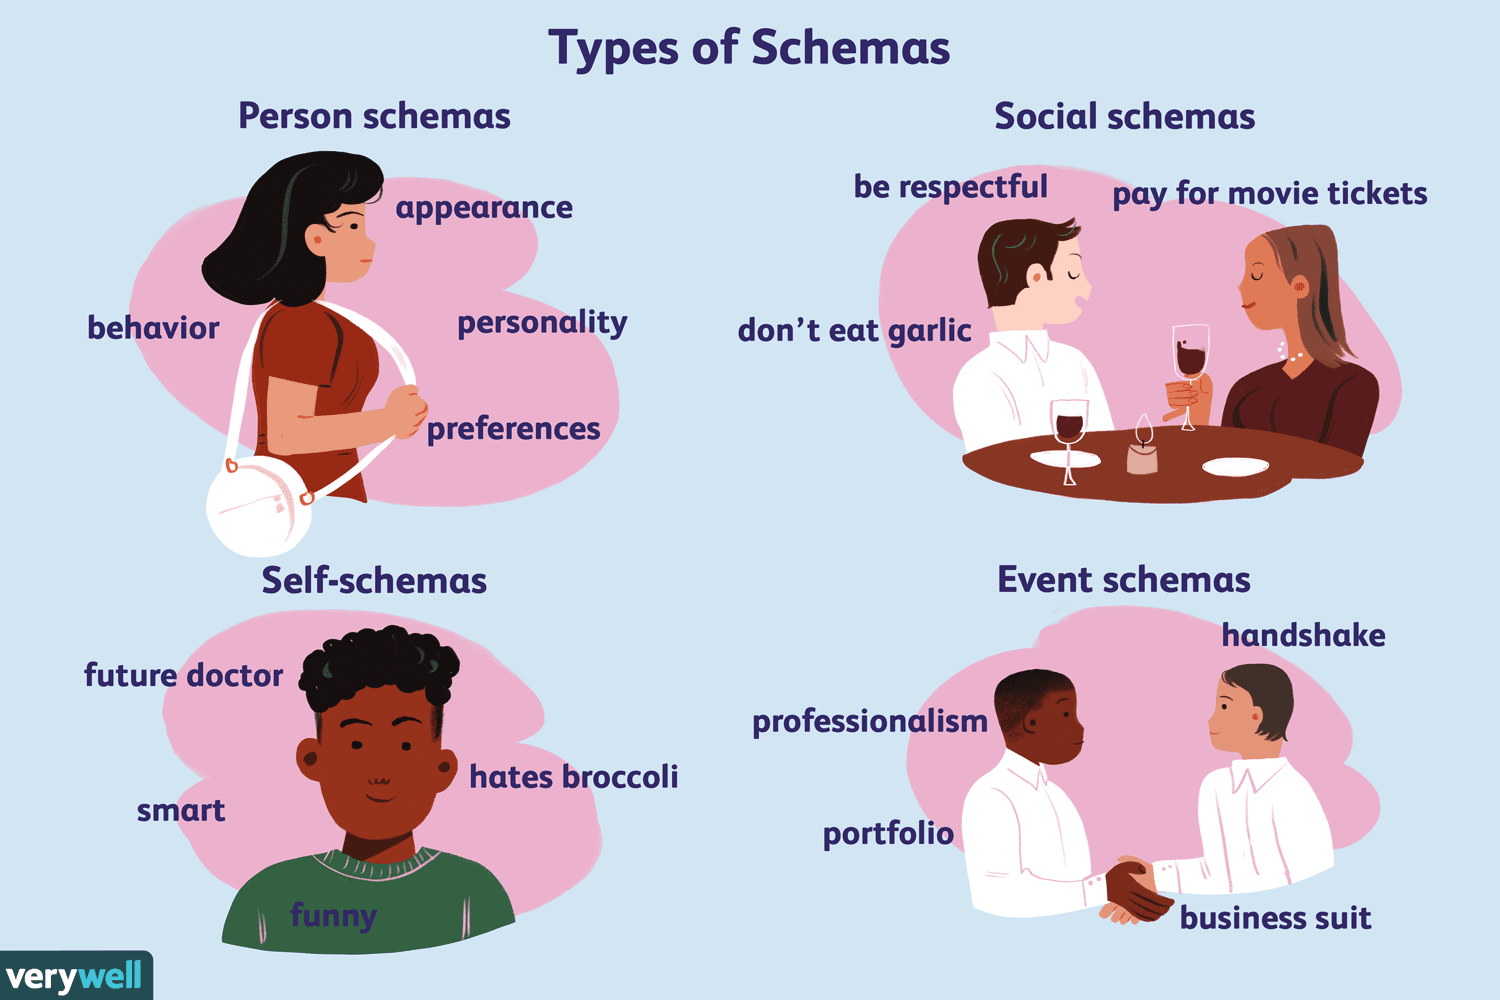 Types of Schemas
Person schemas
appearance
behavior
personality
preferences
Social schemas
be respectful
pay for movie tickets
don't eat garlic
Self-schemas
future doctor
hates broccoli
smart
funny
Event schemas
handshake
professionalism
portfolio
business suit
verywell